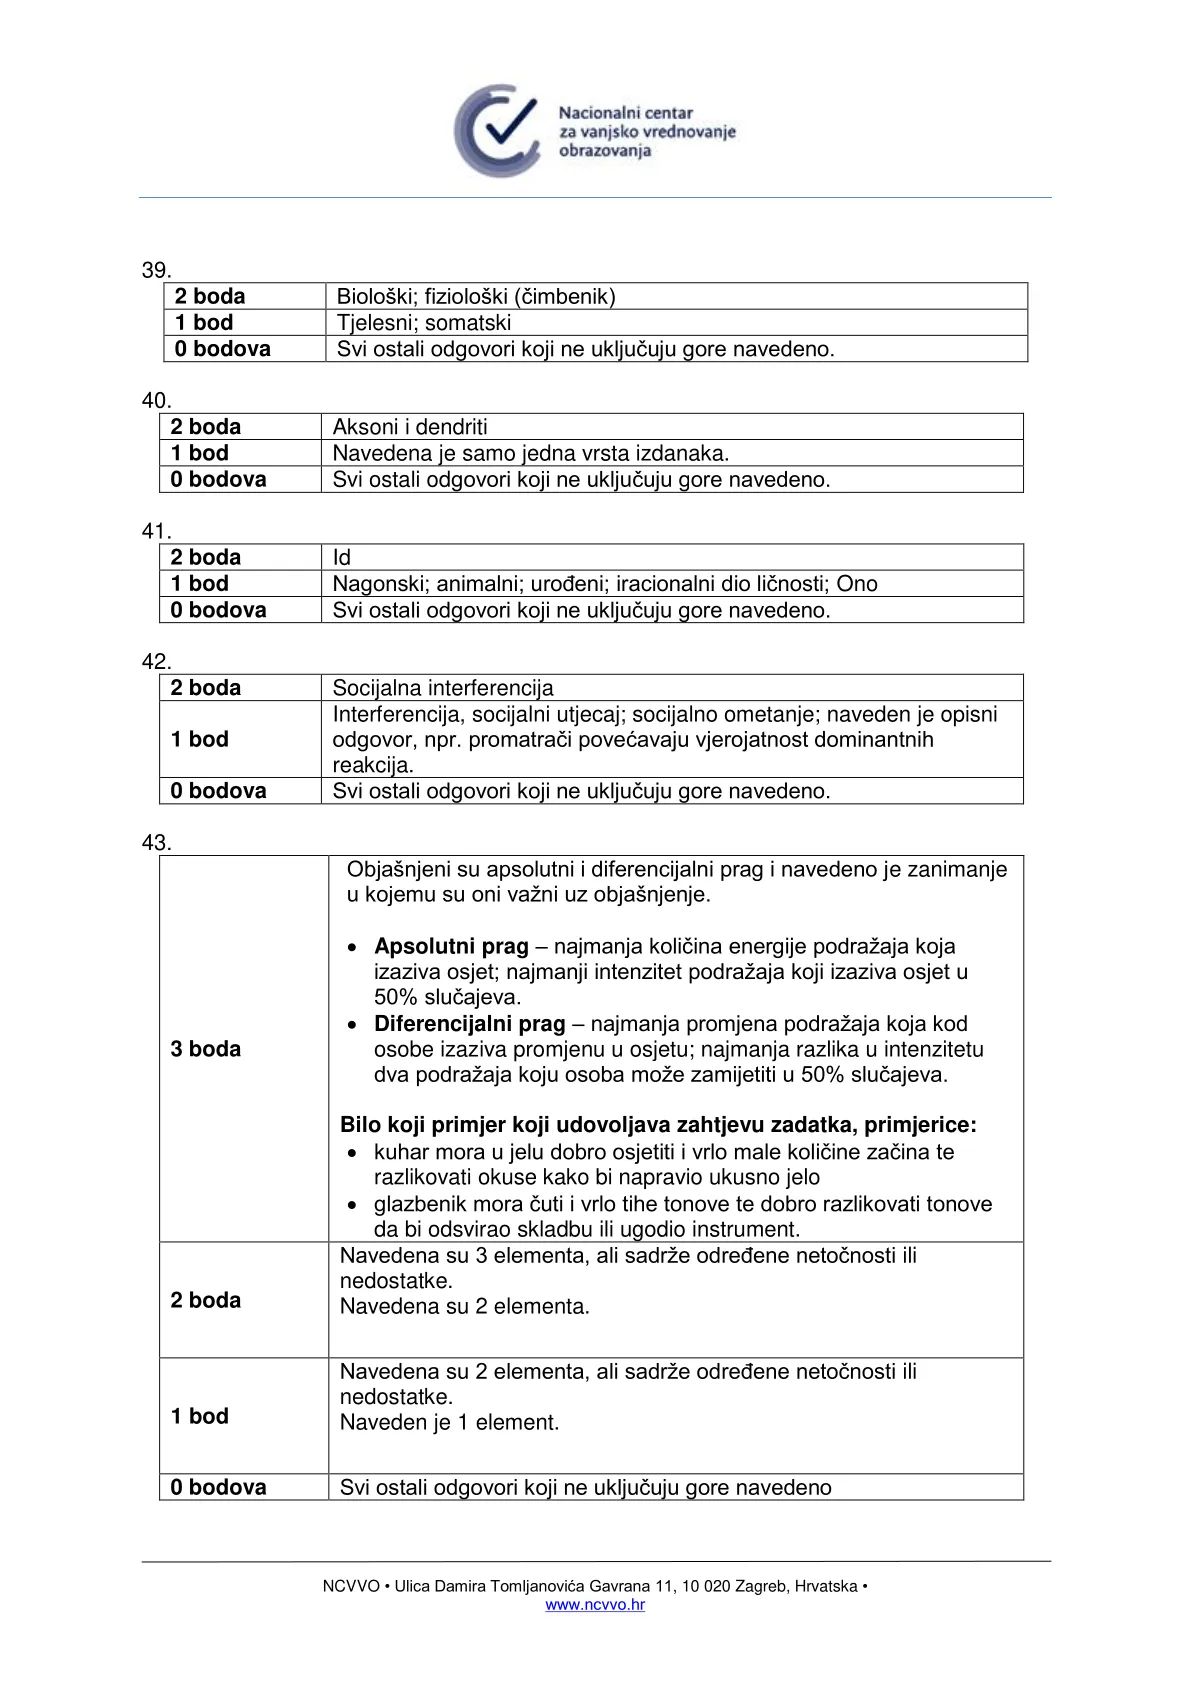 Nacionalni centar
za vanjsko vrednovanje
obrazovanja
39.
2 boda Biološki; fiziološki (čimbenik)
1 bod Tjelesni; somatski
0 bodova Svi ostali odgovori koji ne uključuju gore navedeno.
40.
2 boda Aksoni i dendriti
1 bod Navedena je samo jedna vrsta izdanaka.
0 bodova Svi ostali odgovori koji ne uključuju gore navedeno.
41.
2 boda Id
1 bod Nagonski; animalni; urođeni; iracionalni dio ličnosti; Ono
0 bodova Svi ostali odgovori koji ne uključuju gore navedeno.
42.
2 boda Socijalna interferencija
1 bod
Interferencija, socijalni utjecaj; socijalno ometanje; naveden je opisni
odgovor, npr. promatrači povećavaju vjerojatnost dominantnih
reakcija.
0 bodova Svi ostali odgovori koji ne uključuju gore navedeno.
43.
3 boda
Objašnjeni su apsolutni i diferencijalni prag i navedeno je zanimanje
u kojemu su oni važni uz objašnjenje.
• Apsolutni prag – najmanja količina energije podražaja koja
izaziva osjet; najmanji intenzitet podražaja koji izaziva osjet u
50% slučajeva.
• Diferencijalni prag – najmanja promjena podražaja koja kod
osobe izaziva promjenu u osjetu; najmanja razlika u intenzitetu
dva podražaja koju osoba može zamijetiti u 50% slučajeva.
Bilo koji primjer koji udovoljava zahtjevu zadatka, primjerice:
• kuhar mora u jelu dobro osjetiti i vrlo male količine začina te
razlikovati okuse kako bi napravio ukusno jelo
• glazbenik mora čuti i vrlo tihe tonove te dobro razlikovati tonove
da bi odsvirao skladbu ili ugodio instrument.
2 boda
Navedena su 3 elementa, ali sadrže određene netočnosti ili
nedostatke.
Navedena su 2 elementa.
1 bod
Navedena su 2 elementa, ali sadrže određene netočnosti ili
nedostatke.
Naveden je 1 element.
0 bodova Svi ostali odgovori koji ne uključuju gore navedeno
NCVVO • Ulica Damira Tomljanovića Gavrana 11, 10 020 Zagreb, Hrvatska •
www.ncvvo.hr